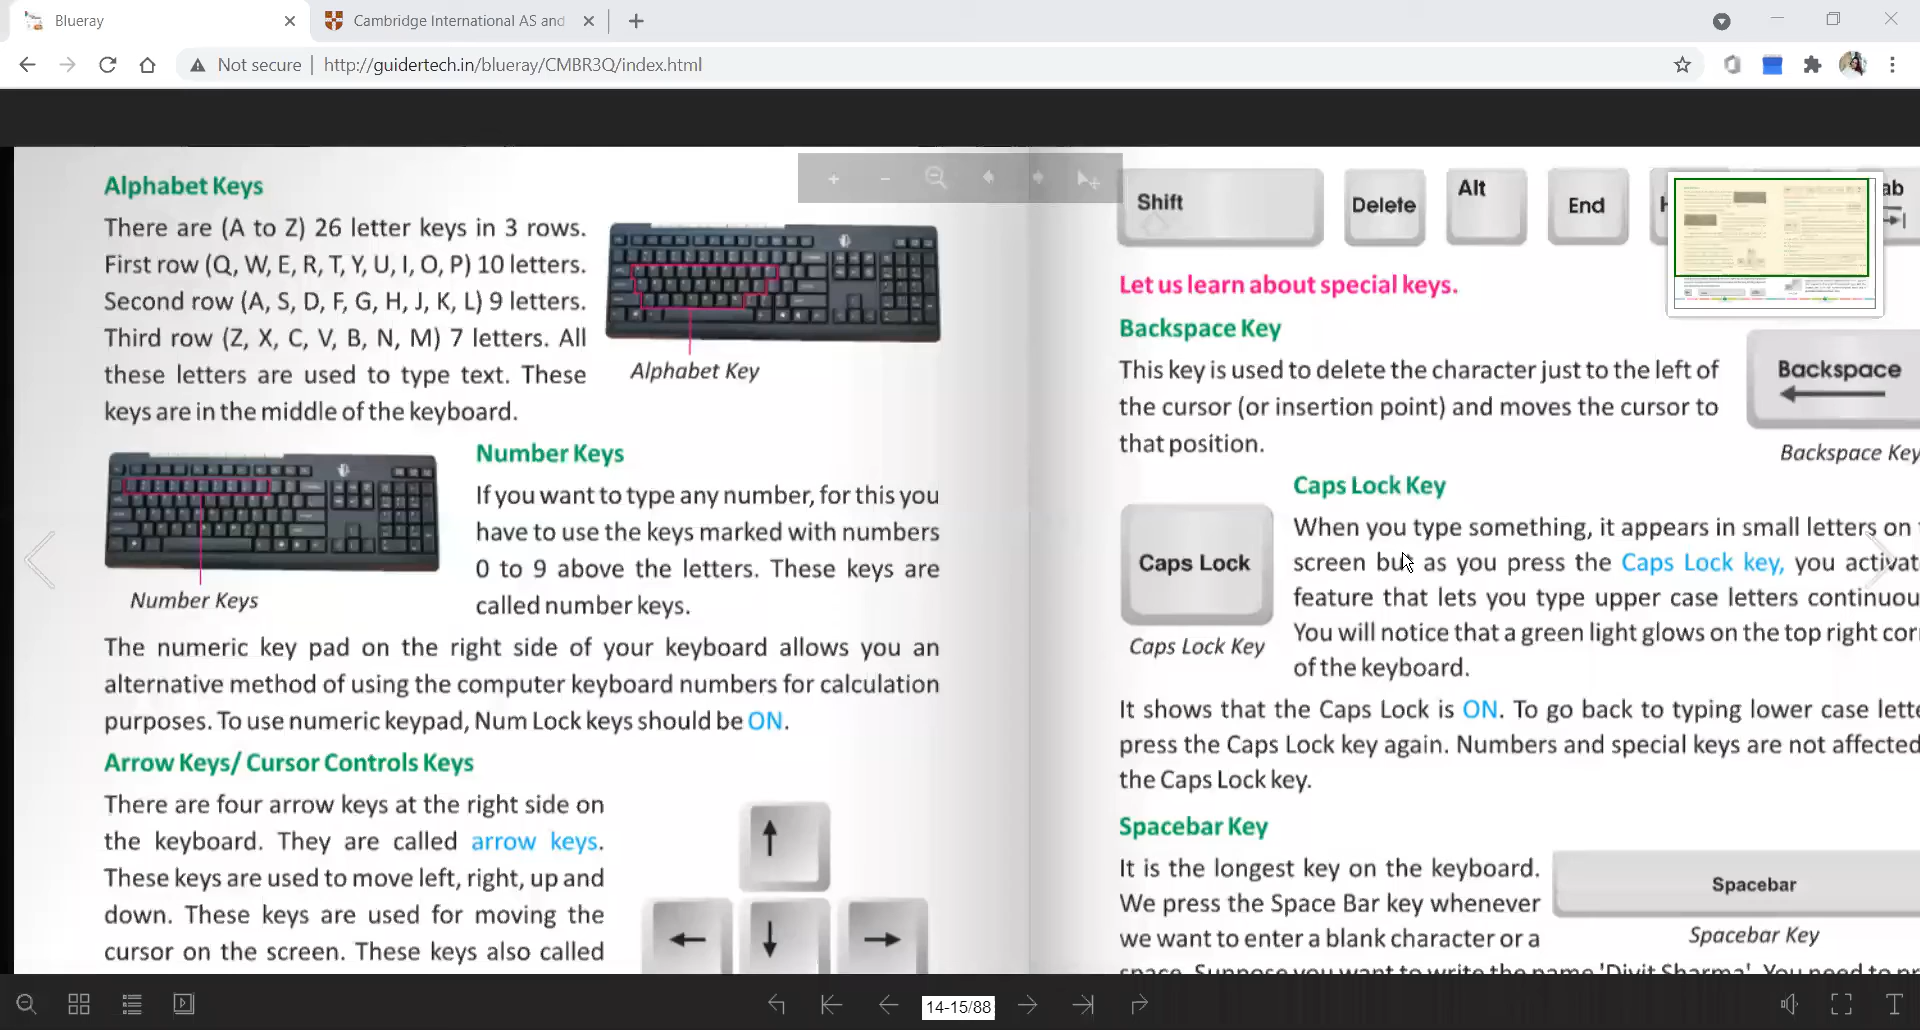 Blueray
Cambridge International AS and
Not secure
http://guidertech.in/blueray/CMBR3Q/index.html
Alphabet Keys
There are (A to Z) 26 letter keys in 3 rows.
First row (Q, W, E, R, T, Y, U, I, O, P) 10 letters.
Second row (A, S, D, F, G, H, J, K, L) 9 letters.
Third row (Z, X, C, V, B, N, M) 7 letters. All
these letters are used to type text. These
keys are in the middle of the keyboard.
Alphabet Key
Number Keys
If you want to type any number, for this you
have to use the keys marked with numbers
0 to 9 above the letters. These keys are
called number keys.
Number Keys
The numeric key pad on the right side of your keyboard allows you an
alternative method of using the computer keyboard numbers for calculation
purposes. To use numeric keypad, Num Lock keys should be ON.
Arrow Keys/ Cursor Controls Keys
There are four arrow keys at the right side on
the keyboard. They are called arrow keys.
These keys are used to move left, right, up and
down. These keys are used for moving the
cursor on the screen. These keys also called
Shift
Delete
Alt
End
ab
Let us learn about special keys.
Backspace Key
This key is used to delete the character just to the left of
the cursor (or insertion point) and moves the cursor to
that position.
Backspace
Backspace Key
Caps Lock Key
When you type something, it appears in small letters on
screen but as you press the Caps Lock key, you activat
feature that lets you type upper case letters continuou
You will notice that a green light glows on the top right cor
of the keyboard.
Caps Lock
Caps Lock Key
It shows that the Caps Lock is ON. To go back to typing lower case lette
press the Caps Lock key again. Numbers and special keys are not affected
the Caps Lock key.
Spacebar Key
It is the longest key on the keyboard.
We press the Space Bar key whenever
we want to enter a blank character or a
space. Suppose you want to write the name 'Divit Sharma'. You need to pr
Spacebar
Spacebar Key
14-15/88